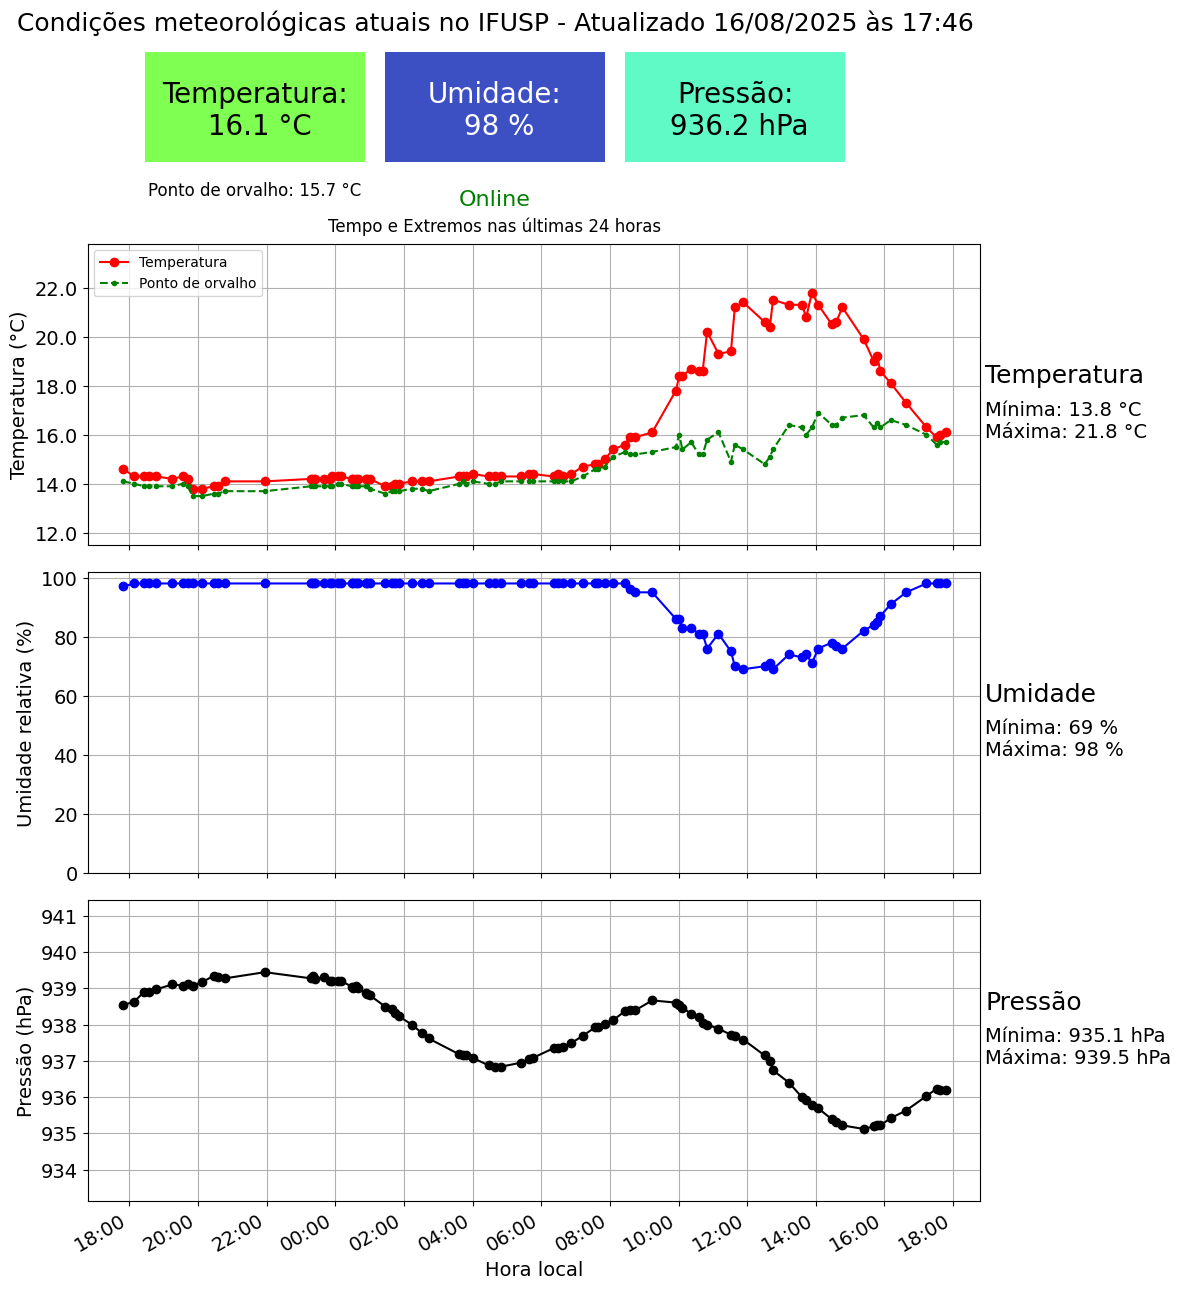 Condições meteorológicas atuais no IFUSP - Atualizado 16/08/2025 às 17:46
Temperatura:
16.1 °C
Umidade:
98 %
Pressão:
936.2 hPa
Ponto de orvalho: 15.7 °C
Online
Tempo e Extremos nas últimas 24 horas
Temperatura
Ponto de orvalho
Temperatura (°C)
22.0
20.0
18.0
16.0
14.0
12.0
Temperatura
Mínima: 13.8 °C
Máxima: 21.8 °C
Umidade relativa (%)
100
80
60
40
20
0
Umidade
Mínima: 69 %
Máxima: 98 %
Pressão (hPa)
941
940
939
938
937
936
935
934
Pressão
Mínima: 935.1 hPa
Máxima: 939.5 hPa
18:00
20:00
22:00
00:00
02:00
04:00
06:00
08:00
10:00
12:00
14:00
16:00
18:00
Hora local